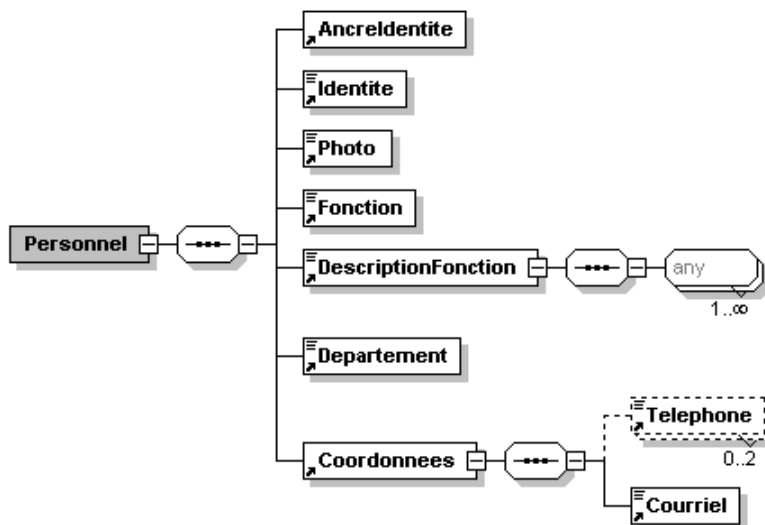 AncreIdentite
Identite
Photo
Fonction
Personnel
DescriptionFonction
any
1..∞
Departement
Telephone
0..2
Coordonnees
Courriel